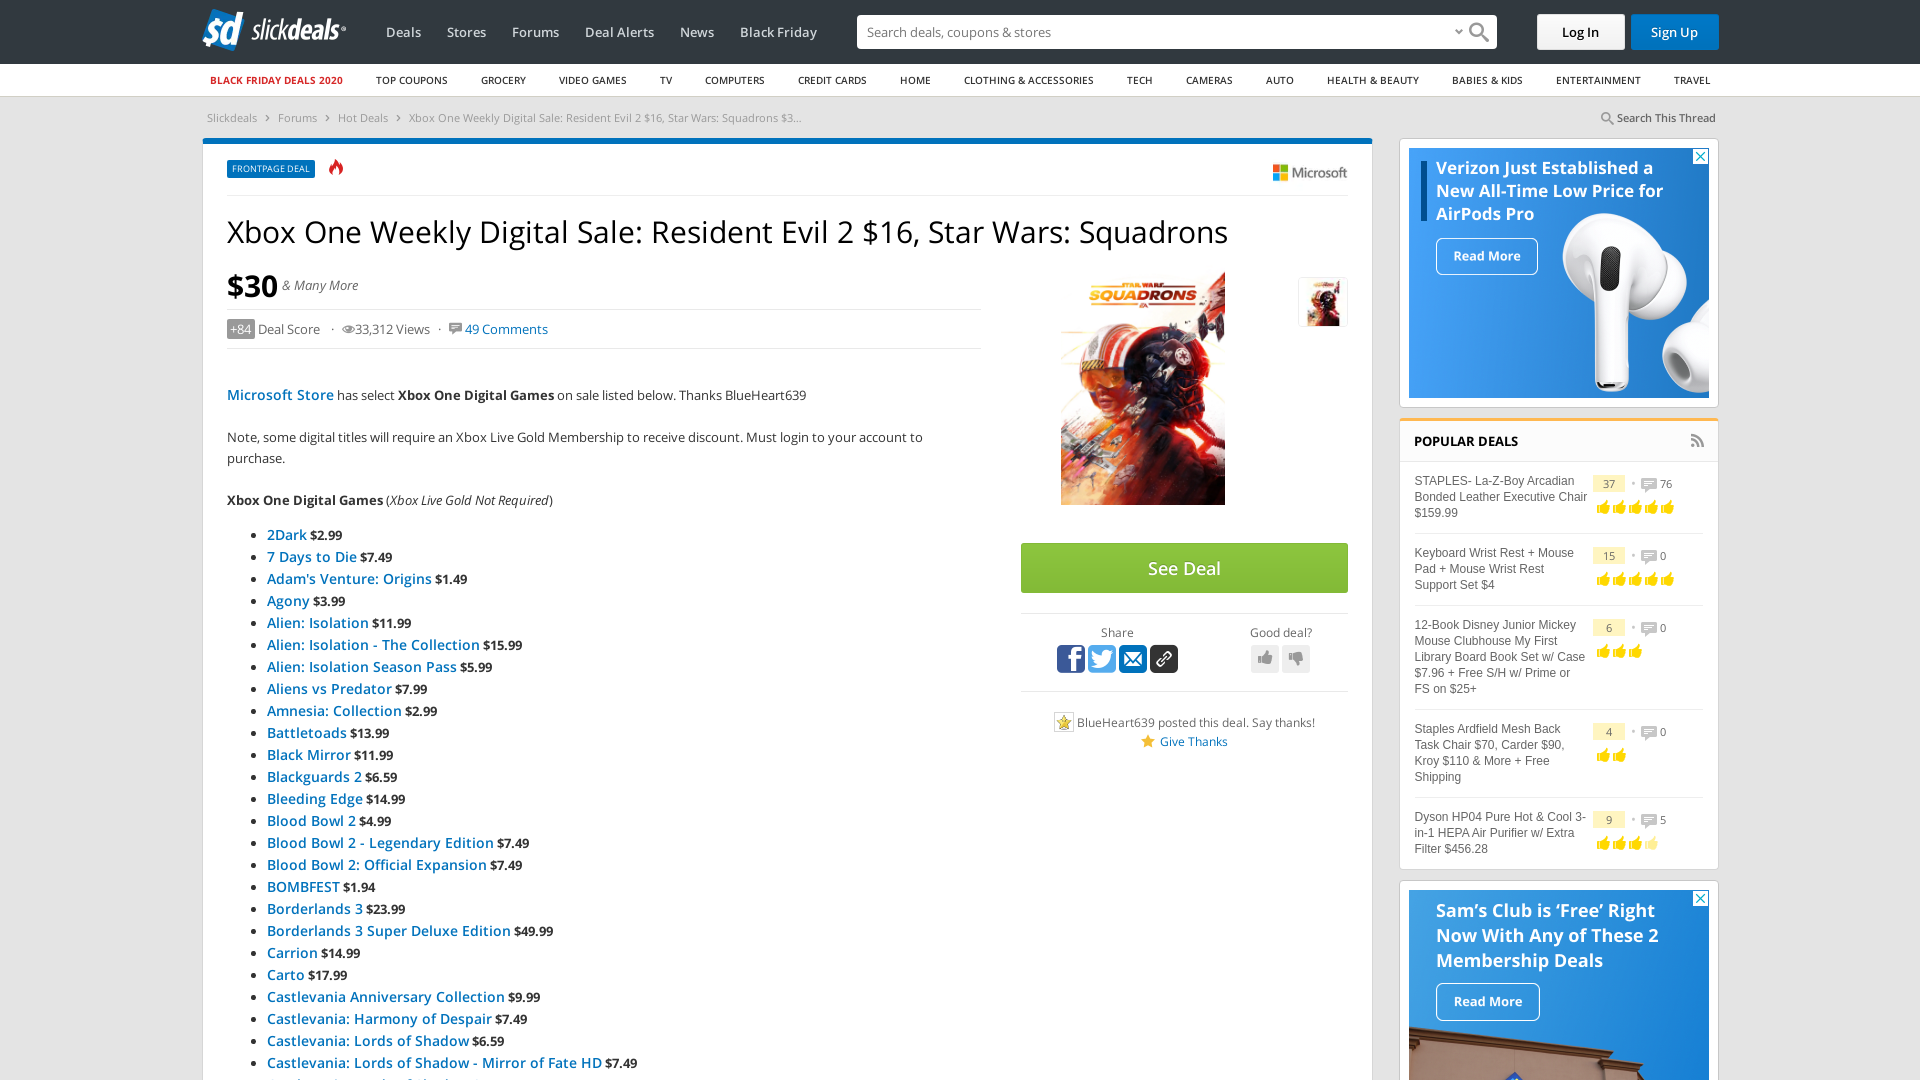 sd slickdeals
Deals Stores Forums Deal Alerts News Black Friday
Search deals, coupons & stores
Log In Sign Up
BLACK FRIDAY DEALS 2020 TOP COUPONS GROCERY VIDEO GAMES TV COMPUTERS CREDIT CARDS HOME CLOTHING & ACCESSORIES TECH CAMERAS AUTO HEALTH & BEAUTY BABIES & KIDS ENTERTAINMENT TRAVEL
Slickdeals › Forums › Hot Deals › Xbox One Weekly Digital Sale: Resident Evil 2 $16, Star Wars: Squadrons $3...
Search This Thread
FRONTPAGE DEAL
Microsoft
Xbox One Weekly Digital Sale: Resident Evil 2 $16, Star Wars: Squadrons
$30 & Many More
+84 Deal Score · 33,312 Views · 49 Comments
Microsoft Store has select Xbox One Digital Games on sale listed below. Thanks BlueHeart639
Note, some digital titles will require an Xbox Live Gold Membership to receive discount. Must login to your account to
purchase.
Xbox One Digital Games (Xbox Live Gold Not Required)
2Dark $2.99
7 Days to Die $7.49
Adam's Venture: Origins $1.49
Agony $3.99
Alien: Isolation $11.99
Alien: Isolation - The Collection $15.99
Alien: Isolation Season Pass $5.99
Aliens vs Predator $7.99
Amnesia: Collection $2.99
Battletoads $13.99
Black Mirror $11.99
Blackguards 2 $6.59
Bleeding Edge $14.99
Blood Bowl 2 $4.99
Blood Bowl 2 - Legendary Edition $7.49
Blood Bowl 2: Official Expansion $7.49
BOMBFEST $1.94
Borderlands 3 $23.99
Borderlands 3 Super Deluxe Edition $49.99
Carrion $14.99
Carto $17.99
Castlevania Anniversary Collection $9.99
Castlevania: Harmony of Despair $7.49
Castlevania: Lords of Shadow $6.59
Castlevania: Lords of Shadow - Mirror of Fate HD $7.49
STAR WARS
SQUADRONS
See Deal
Share
Good deal?
BlueHeart639 posted this deal. Say thanks!
Give Thanks
Verizon Just Established a
New All-Time Low Price for
AirPods Pro
Read More
POPULAR DEALS
STAPLES- La-Z-Boy Arcadian
Bonded Leather Executive Chair
$159.99
37 • 76
Keyboard Wrist Rest + Mouse
Pad + Mouse Wrist Rest
Support Set $4
15 • 0
12-Book Disney Junior Mickey
Mouse Clubhouse My First
Library Board Book Set w/ Case
$7.96 + Free S/H w/ Prime or
FS on $25+
6 • 0
Staples Ardfield Mesh Back
Task Chair $70, Carder $90,
Kroy $110 & More + Free
Shipping
4 • 0
Dyson HP04 Pure Hot & Cool 3-
in-1 HEPA Air Purifier w/ Extra
Filter $456.28
9 • 5
Sam's Club is 'Free' Right
Now With Any of These 2
Membership Deals
Read More